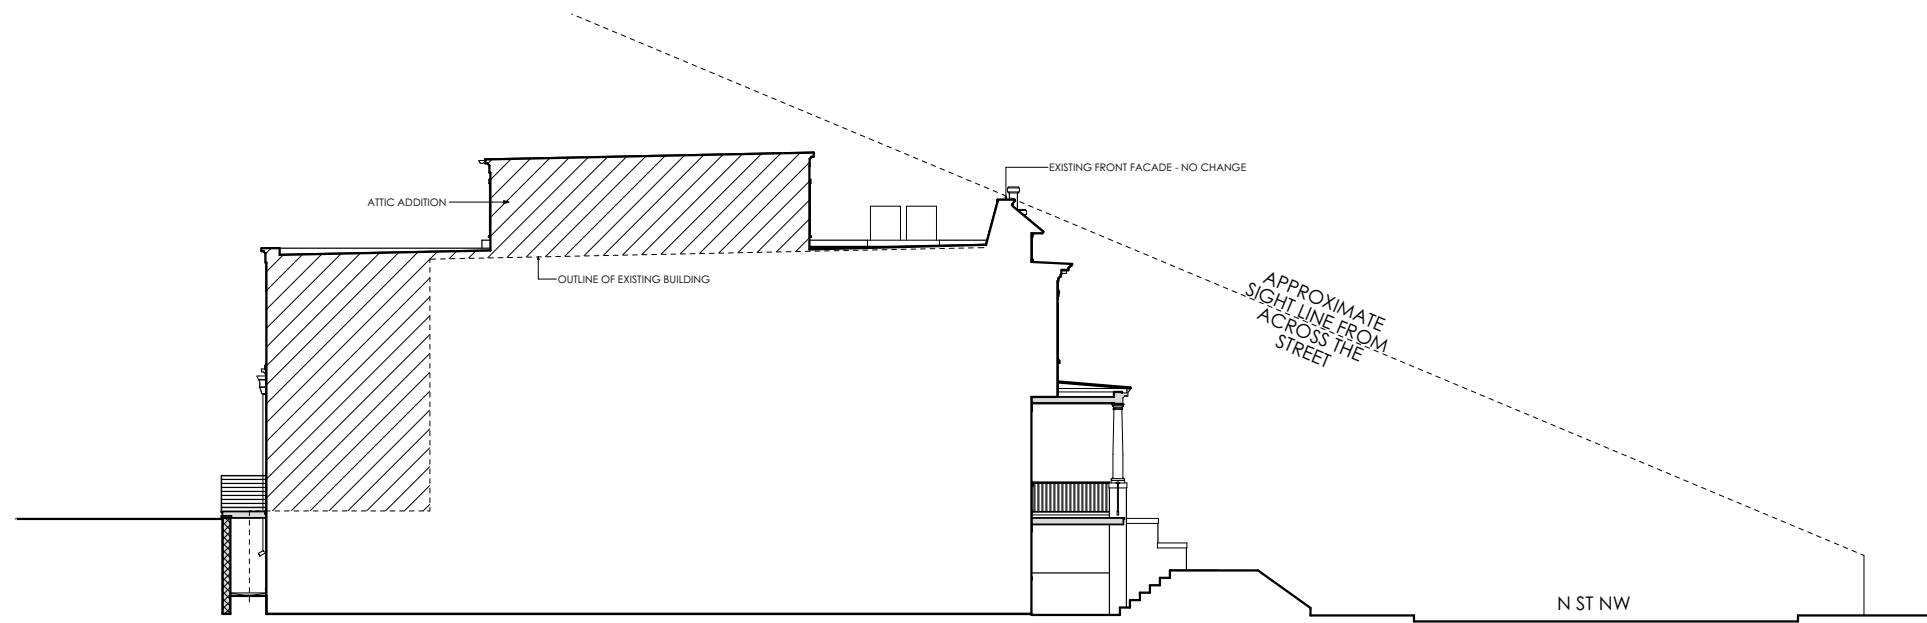 EXISTING FRONT FACADE - NO CHANGE
ATTIC ADDITION
OUTLINE OF EXISTING BUILDING
APPROXIMATE
SIGHT LINE FROM
ACROSS THE
STREET
N ST NW